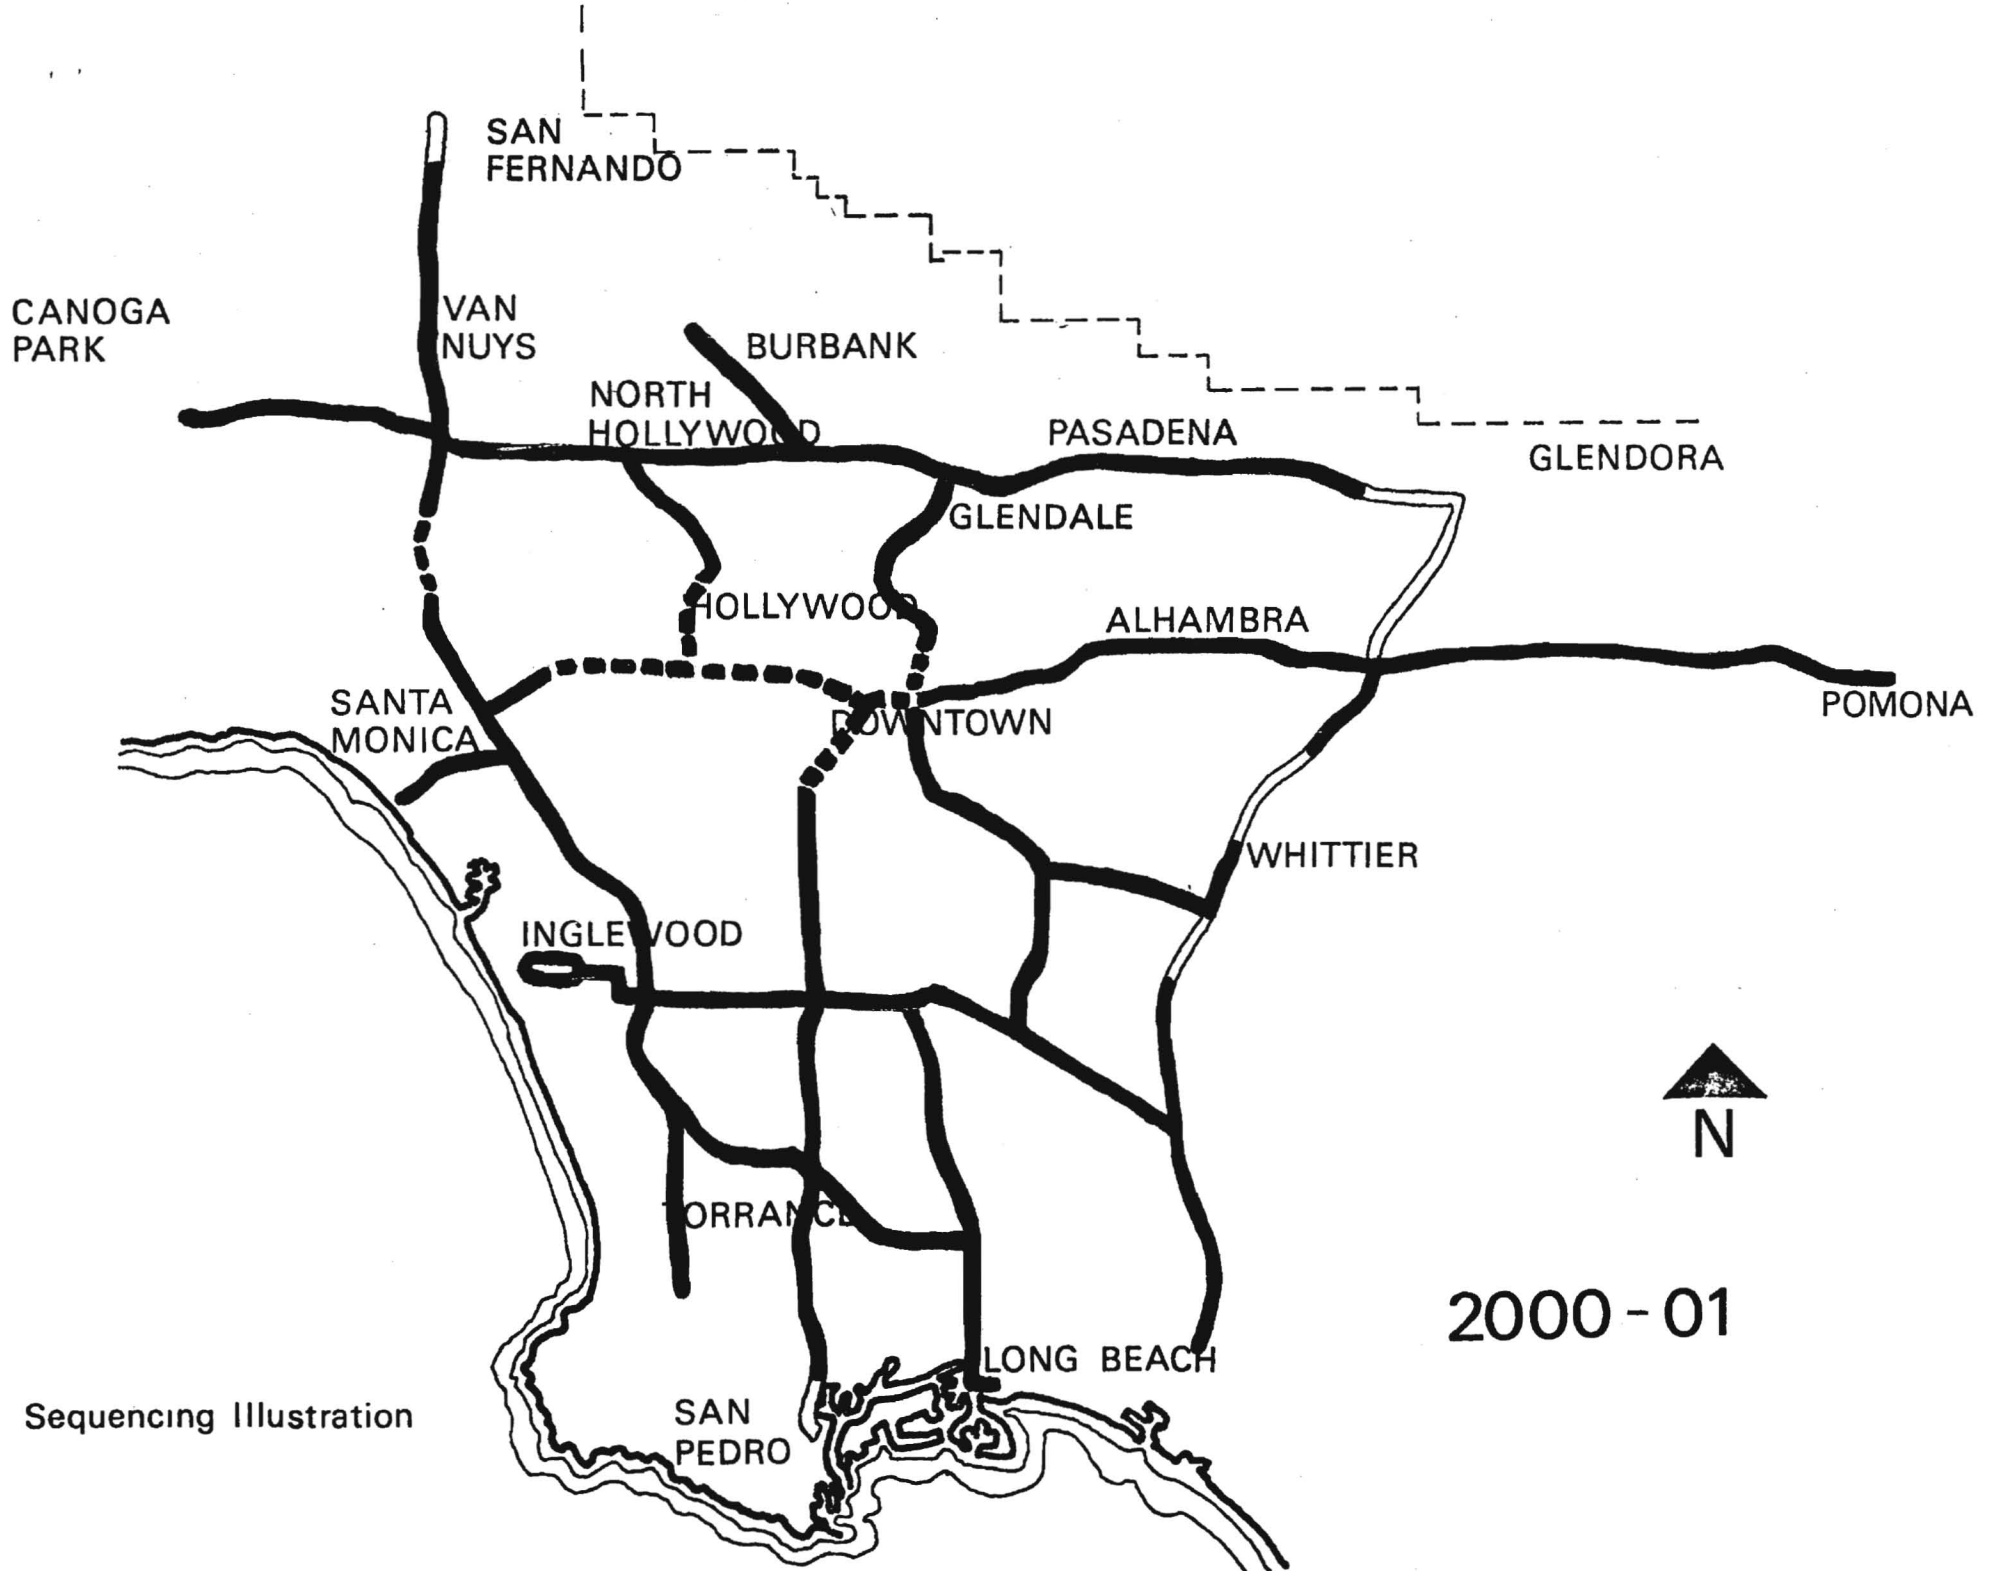 SAN
FERNANDO
CANOGA
PARK
VAN
NUYS
BURBANK
NORTH
HOLLYWOOD
PASADENA
GLENDORA
GLENDALE
HOLLYWOOD
ALHAMBRA
SANTA
MONICA
DOWNTOWN
POMONA
WHITTIER
INGLEWOOD
N
TORRANCE
2000-01
LONG BEACH
Sequencing Illustration
SAN
PEDRO